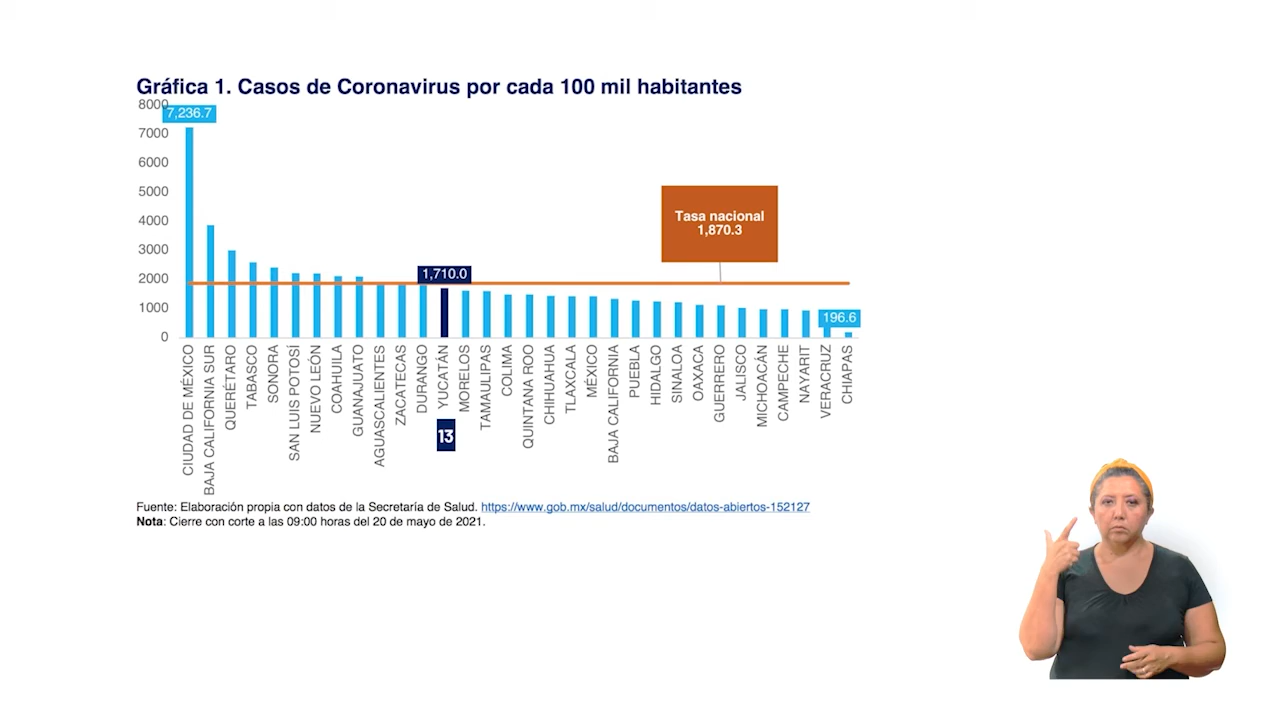 Gráfica 1. Casos de Coronavirus por cada 100 mil habitantes
8000
7,236.7
7000
6000
5000
4000
3000
2000
1000
0
Tasa nacional
1,870.3
1,710.0
196.6
CIUDAD DE MÉXICO
BAJA CALIFORNIA SUR
QUERÉTARO
TABASCO
SONORA
SAN LUIS POTOSÍ
NUEVO LEÓN
COAHUILA
GUANAJUATO
AGUASCALIENTES
ZACATECAS
DURANGO
YUCATÁN
MORELOS
TAMAULIPAS
COLIMA
QUINTANA ROO
CHIHUAHUA
TLAXCALA
MÉXICO
BAJA CALIFORNIA
PUEBLA
HIDALGO
SINALOA
OAXACA
GUERRERO
JALISCO
MICHOACÁN
CAMPECHE
NAYARIT
VERACRUZ
CHIAPAS
13
Fuente: Elaboración propia con datos de la Secretaría de Salud. https://www.gob.mx/salud/documentos/datos-abiertos-152127
Nota: Cierre con corte a las 09:00 horas del 20 de mayo de 2021.